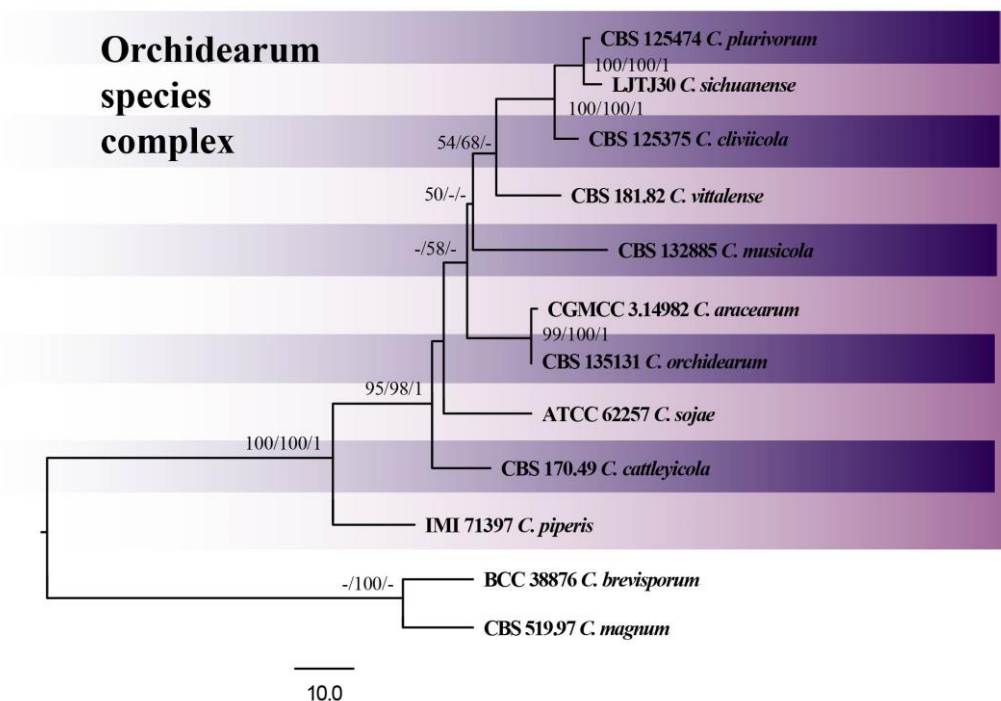 Orchidearum
species
complex
CBS 125474 C. plurivorum
100/100/1
LJTJ30 C. sichuanense
100/100/1
CBS 125375 C. cliviicola
54/68/-
50/-/-
CBS 181.82 C. vittalense
-/58/-
CBS 132885 C. musicola
CGMCC 3.14982 C. aracearum
99/100/1
CBS 135131 C. orchidearum
95/98/1
ATCC 62257 C. sojae
100/100/1
CBS 170.49 C. cattleyicola
IMI 71397 C. piperis
-/100/-
BCC 38876 C. brevisporum
CBS 519.97 C. magnum
10.0